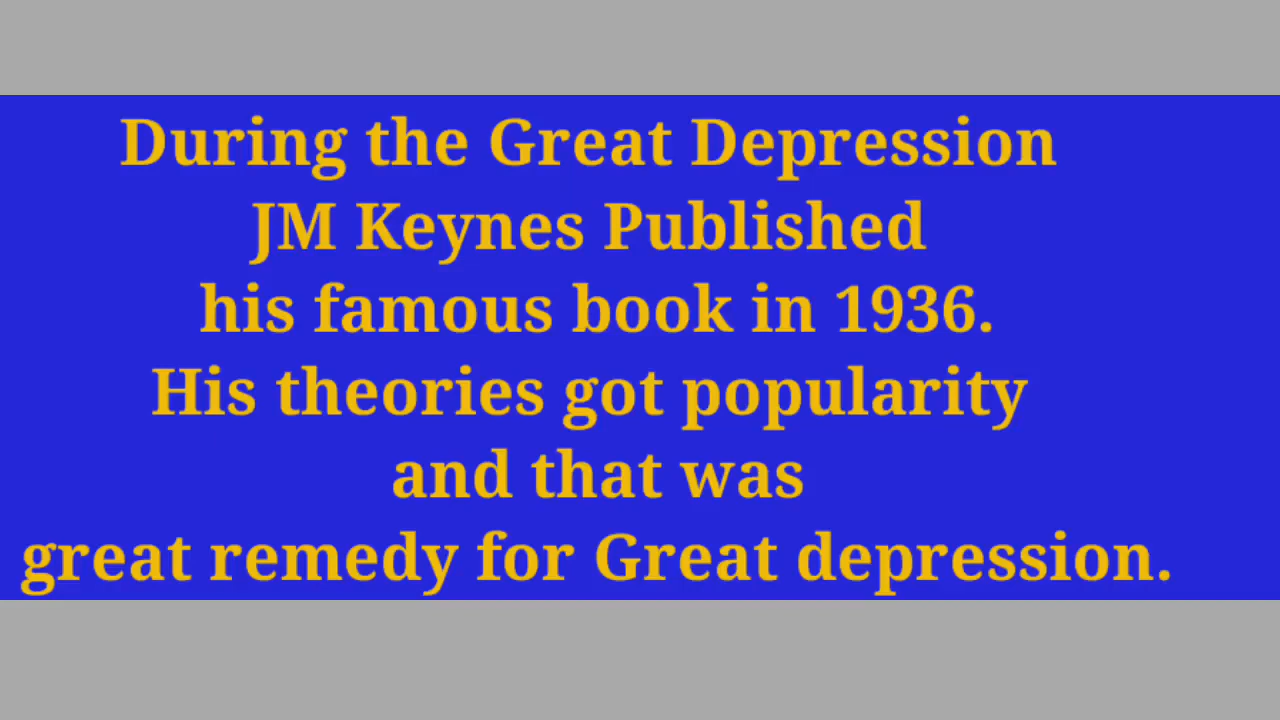 During the Great Depression
JM Keynes Published
his famous book in 1936.
His theories got popularity
and that was
great remedy for Great depression.